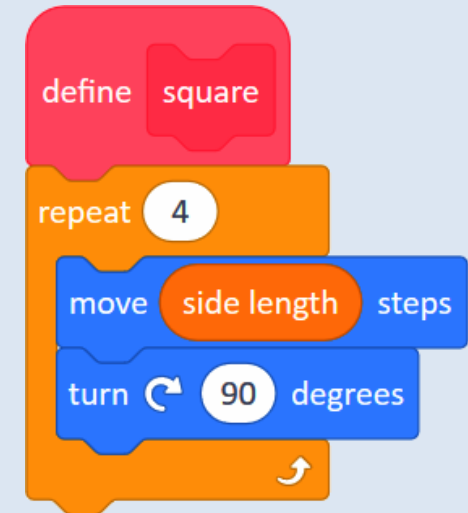 define square
repeat 4
move side length steps
turn 90 degrees